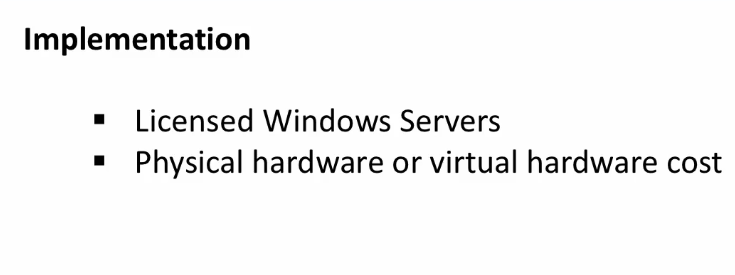 Implementation
▪ Licensed Windows Servers
▪ Physical hardware or virtual hardware cost